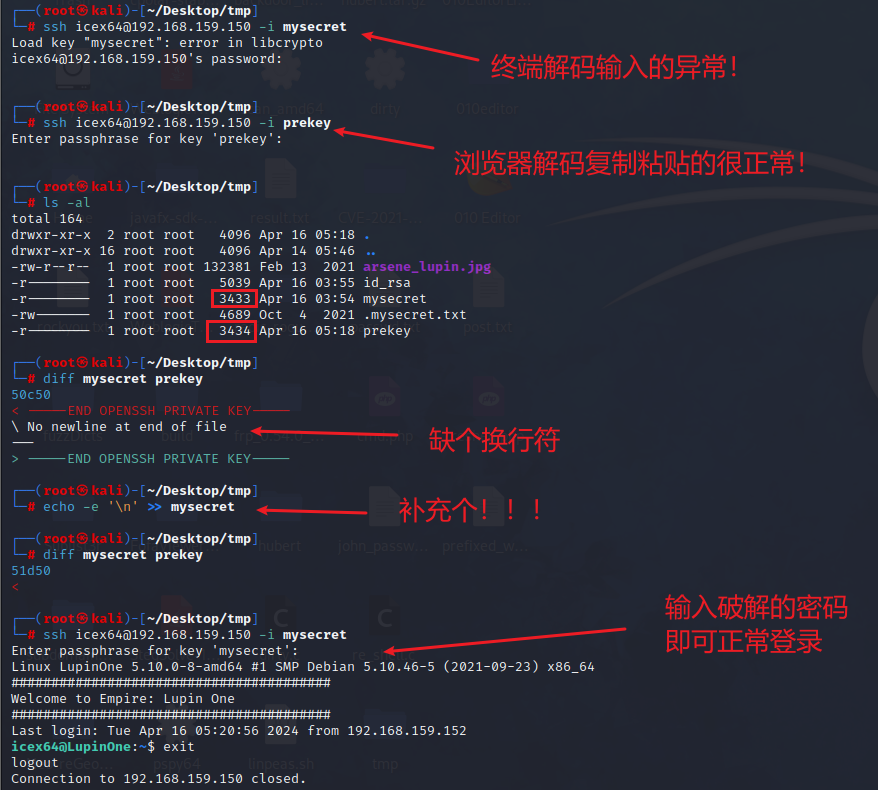 ┌──(root㉿kali)-[~/Desktop/tmp]
└─# ssh icex64@192.168.159.150 -i mysecret
Load key "mysecret": error in libcrypto
icex64@192.168.159.150's password:
终端解码输入的异常！
┌──(root㉿kali)-[~/Desktop/tmp]
└─# ssh icex64@192.168.159.150 -i prekey
Enter passphrase for key 'prekey':
浏览器解码复制粘贴的很正常！
┌──(root㉿kali)-[~/Desktop/tmp]
└─# ls -al
total 164
drwxr-xr-x  2 root root   4096 Apr 16 05:18 .
drwxr-xr-x 16 root root   4096 Apr 14 05:46 ..
-rw-r--r--  1 root root 132381 Feb 13  2021 arsene_lupin.jpg
-r--------  1 root root   5039 Apr 16 03:55 id_rsa
-r--------  1 root root   3433 Apr 16 03:54 mysecret
-rw-------  1 root root   4689 Oct  4  2021 .mysecret.txt
-r--------  1 root root   3434 Apr 16 05:18 prekey
┌──(root㉿kali)-[~/Desktop/tmp]
└─# diff mysecret prekey
50c50
< -----END OPENSSH PRIVATE KEY-----
\ No newline at end of file
---
> -----END OPENSSH PRIVATE KEY-----
缺个换行符
┌──(root㉿kali)-[~/Desktop/tmp]
└─# echo -e '\n' >> mysecret
补充个！！！
┌──(root㉿kali)-[~/Desktop/tmp]
└─# diff mysecret prekey
51d50
<
┌──(root㉿kali)-[~/Desktop/tmp]
└─# ssh icex64@192.168.159.150 -i mysecret
Enter passphrase for key 'mysecret':
输入破解的密码
即可正常登录
Linux LupinOne 5.10.0-8-amd64 #1 SMP Debian 5.10.46-5 (2021-09-23) x86_64
########################################
Welcome to Empire: Lupin One
########################################
Last login: Tue Apr 16 05:20:56 2024 from 192.168.159.152
icex64@LupinOne:~$ exit
logout
Connection to 192.168.159.150 closed.